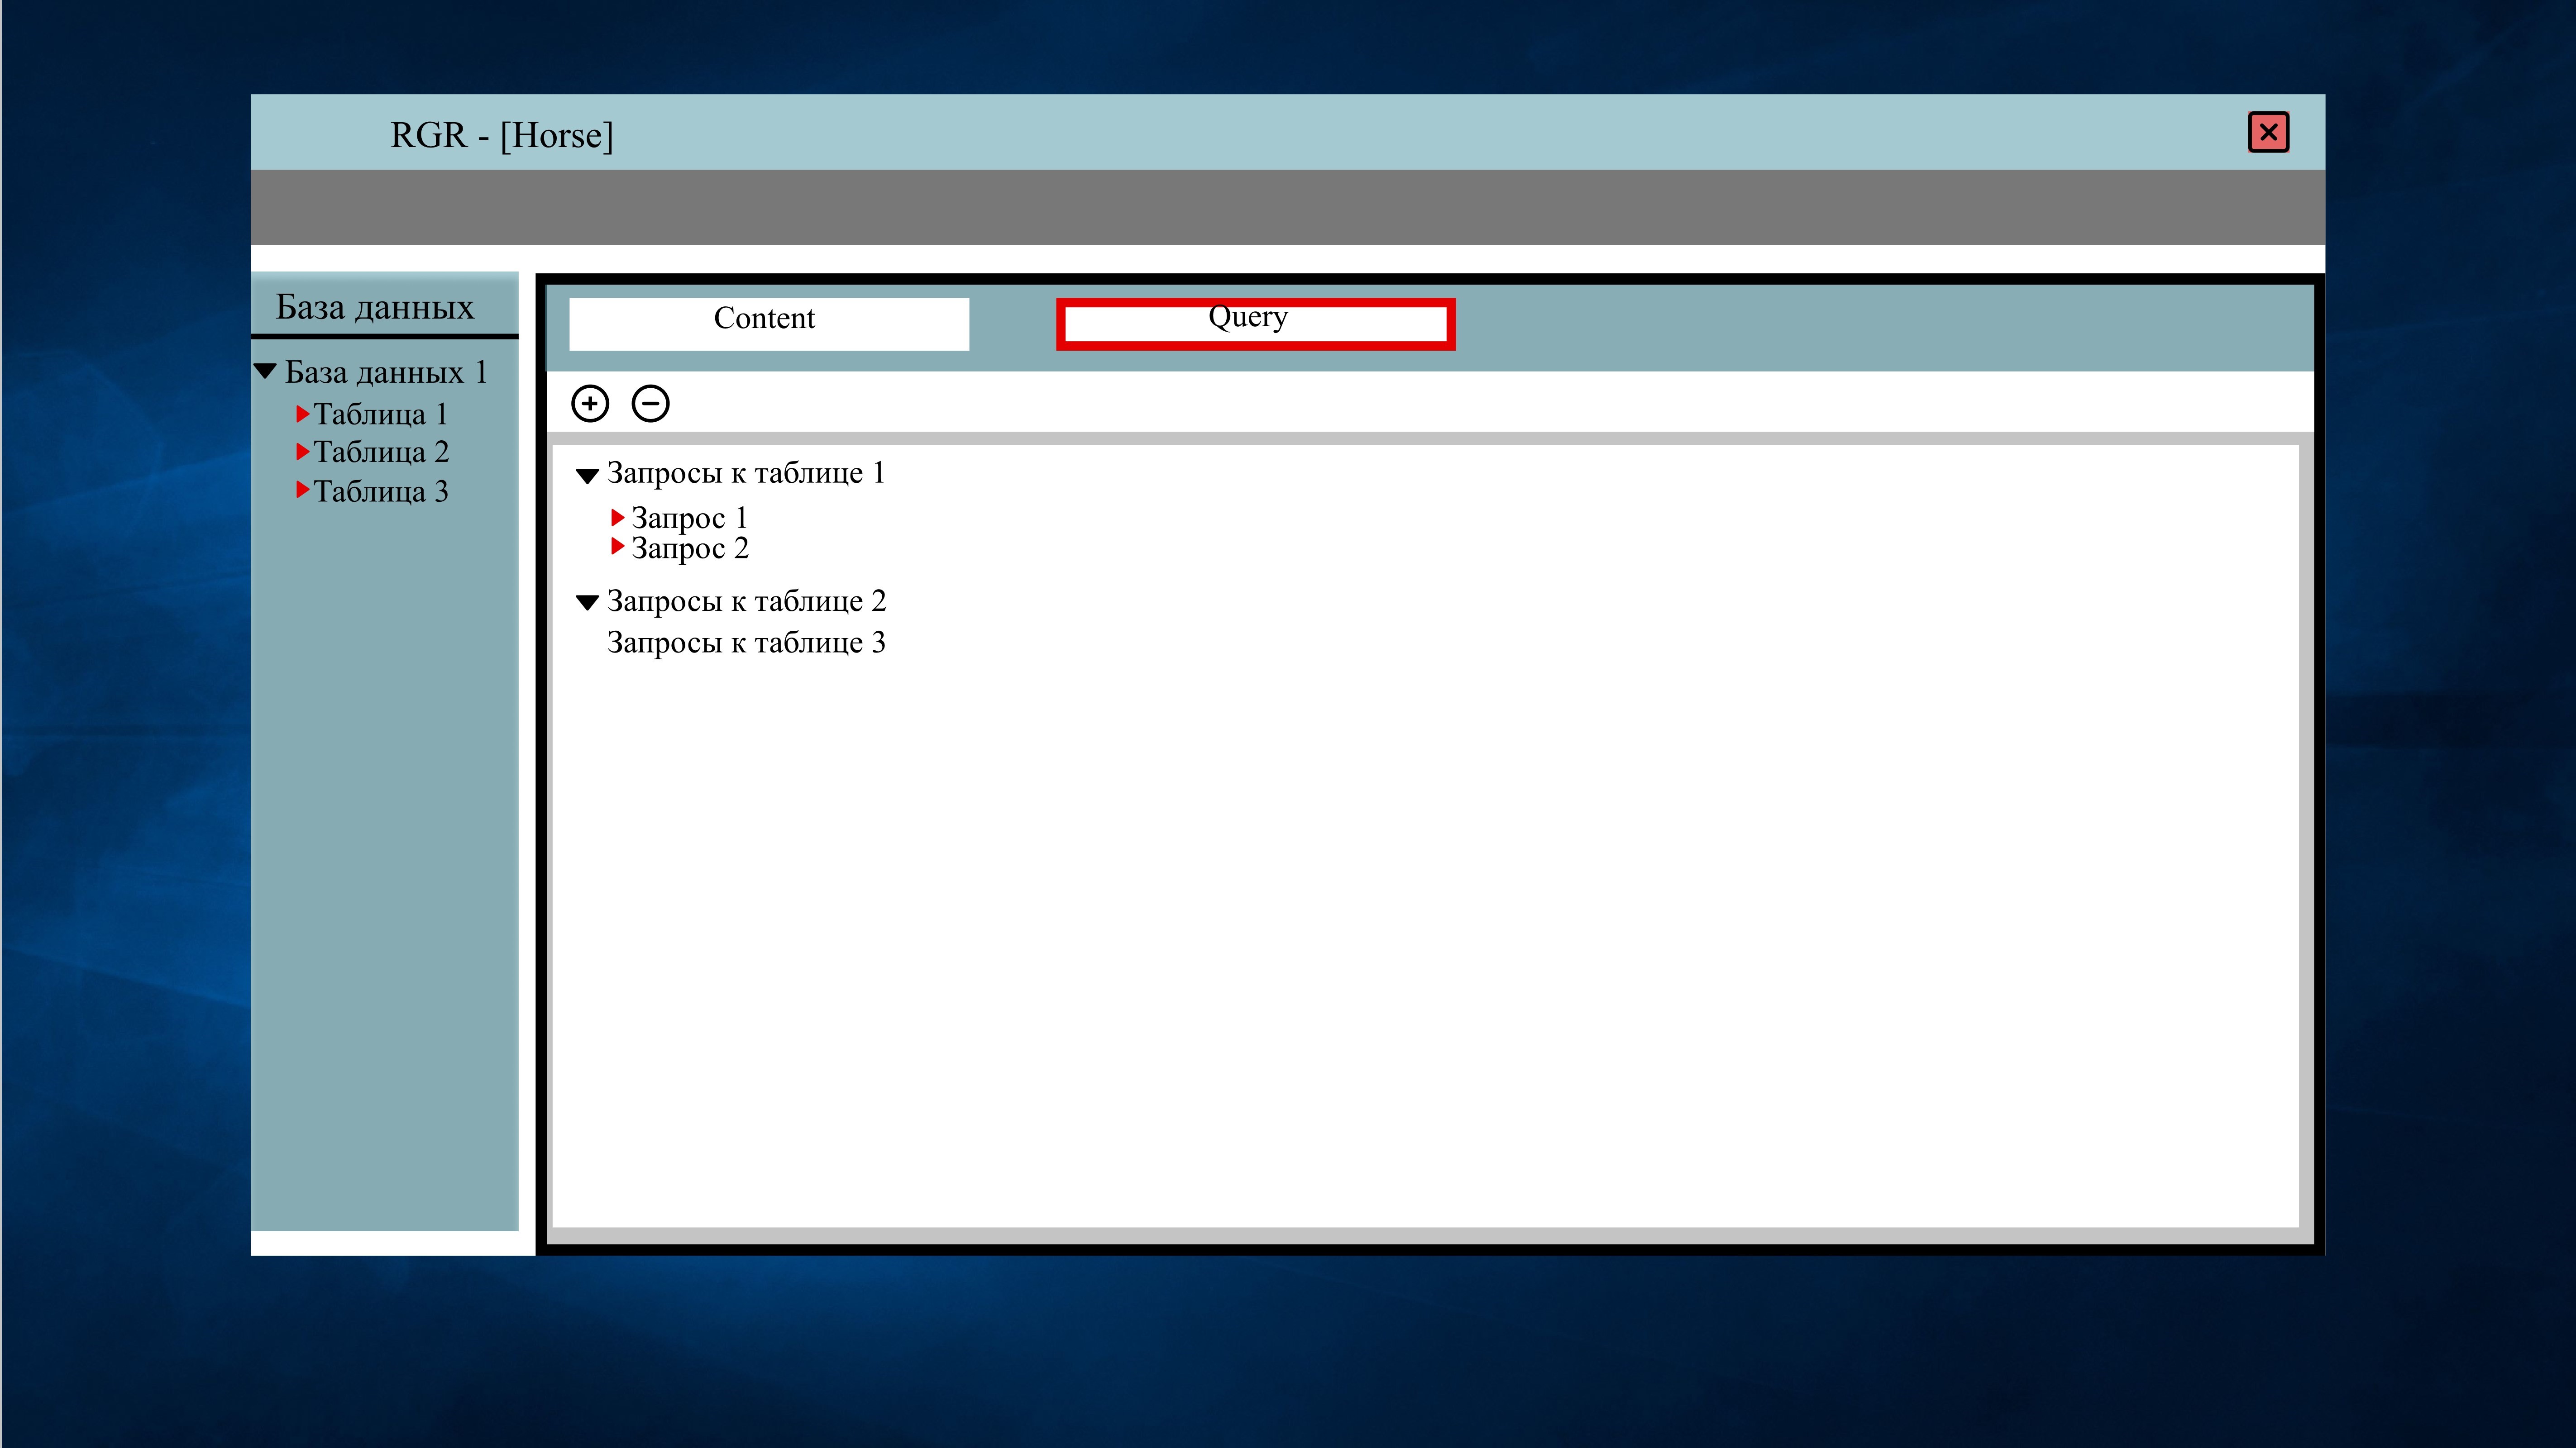 RGR - [Horse]
База данных
База данных 1
Таблица 1
Таблица 2
Таблица 3
Content
Query
Запросы к таблице 1
Запрос 1
Запрос 2
Запросы к таблице 2
Запросы к таблице 3